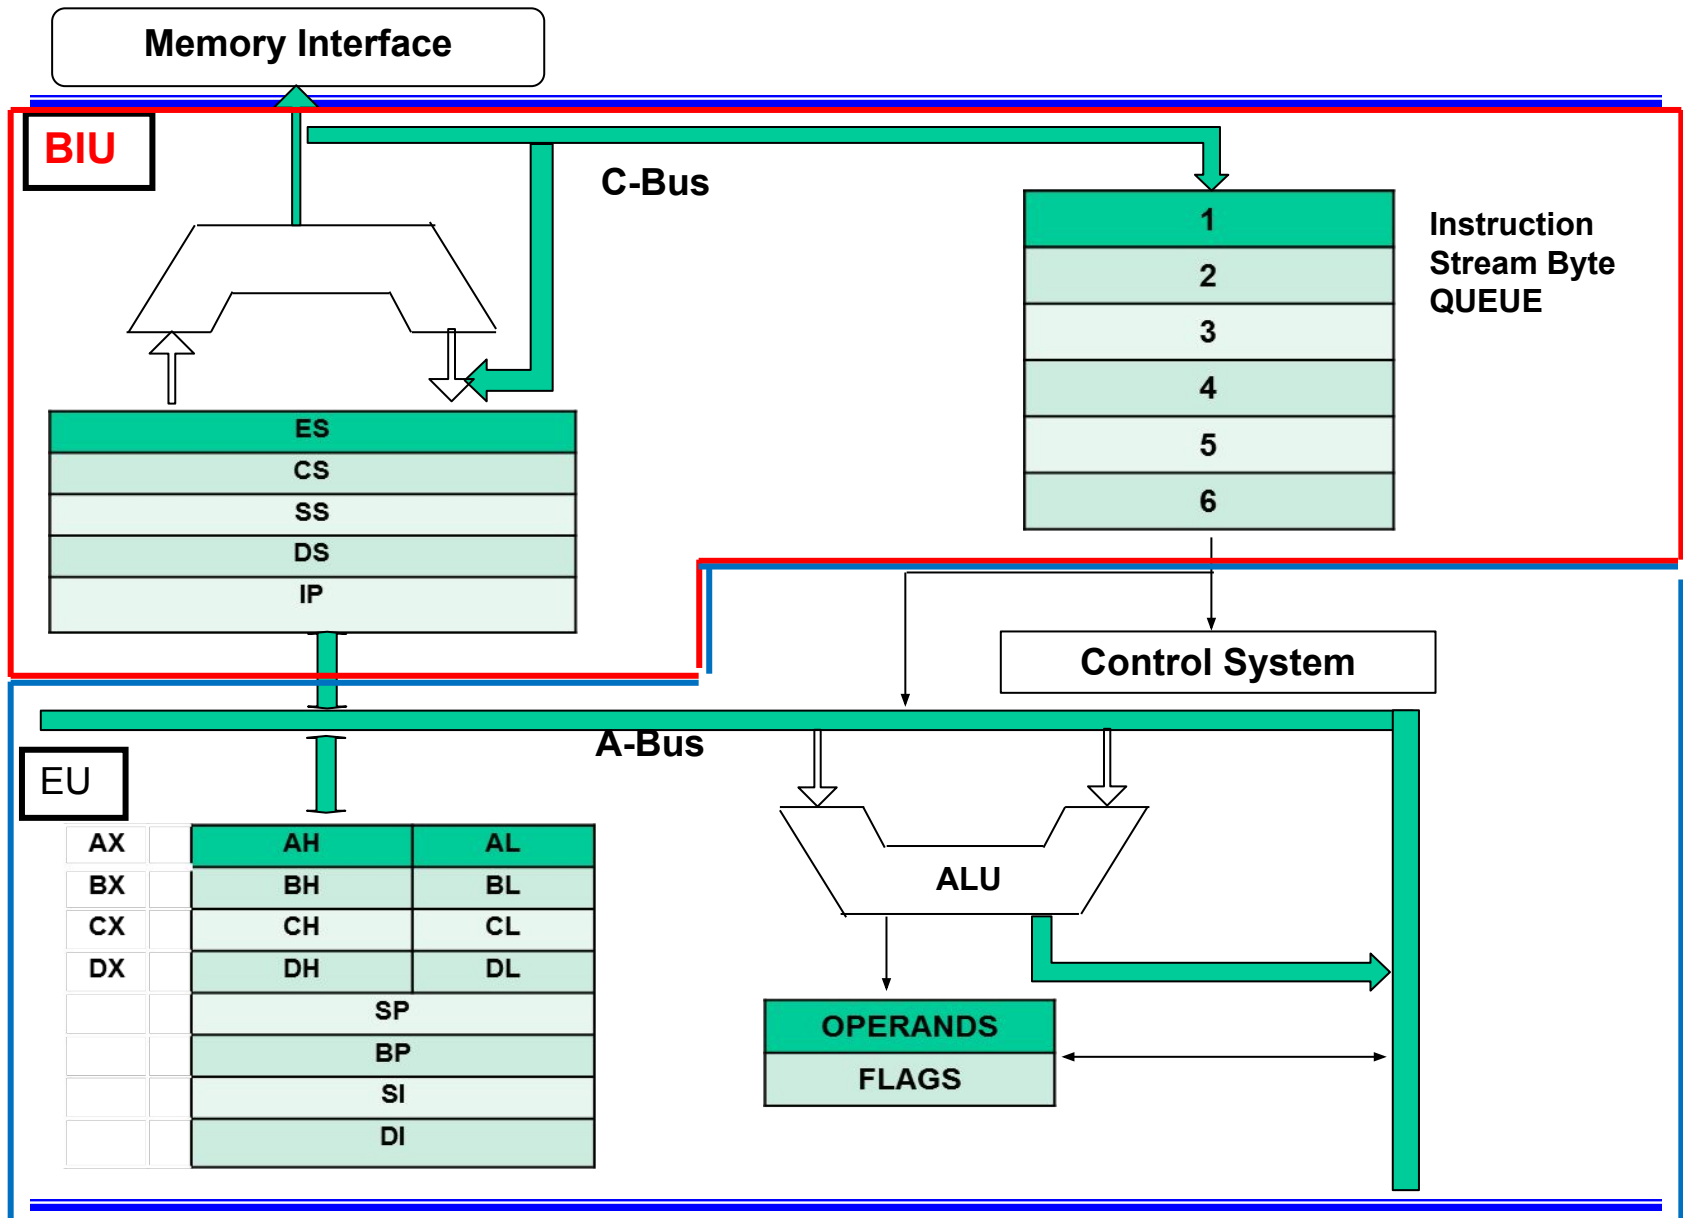 Memory Interface
BIU
C-Bus
1
2
3
4
5
6
Instruction
Stream Byte
QUEUE
ES
CS
SS
DS
IP
Control System
A-Bus
EU
AX AH AL
BX BH BL
CX CH CL
DX DH DL
SP
BP
SI
DI
ALU
OPERANDS
FLAGS